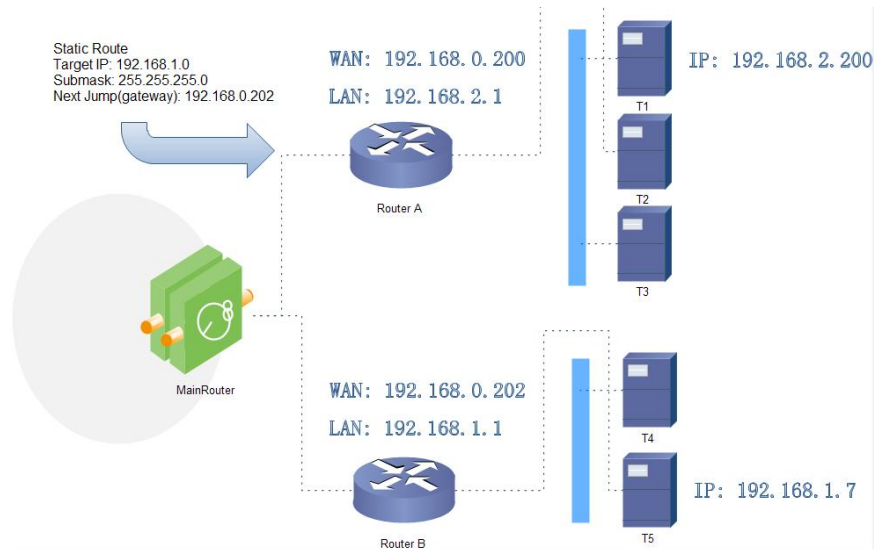 Static Route
Target IP: 192.168.1.0
Submask: 255.255.255.0
Next Jump(gateway): 192.168.0.202
WAN: 192.168.0.200
LAN: 192.168.2.1
Router A
IP: 192.168.2.200
T1
T2
T3
MainRouter
WAN: 192.168.0.202
LAN: 192.168.1.1
Router B
T4
IP: 192.168.1.7
T5